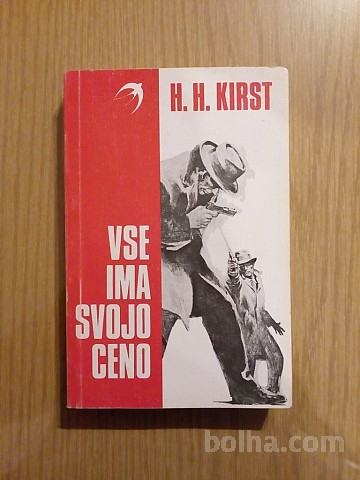 H. H. KIRST
VSE
IMA
SVOJO
CENO
bolha.com